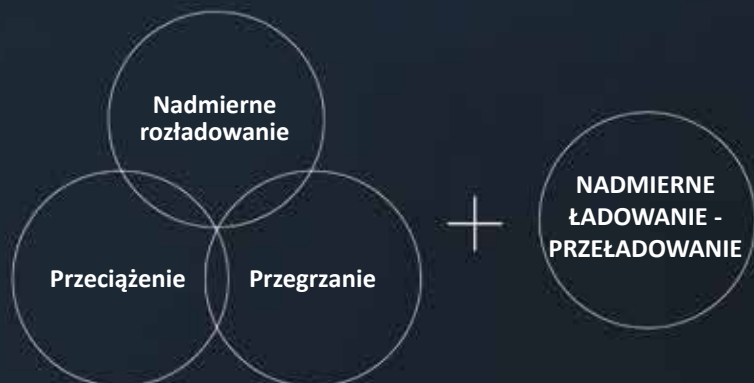 Nadmierne
rozładowanie
Przeciążenie
Przegrzanie
NADMIERNE
ŁADOWANIE -
PRZEŁADOWANIE